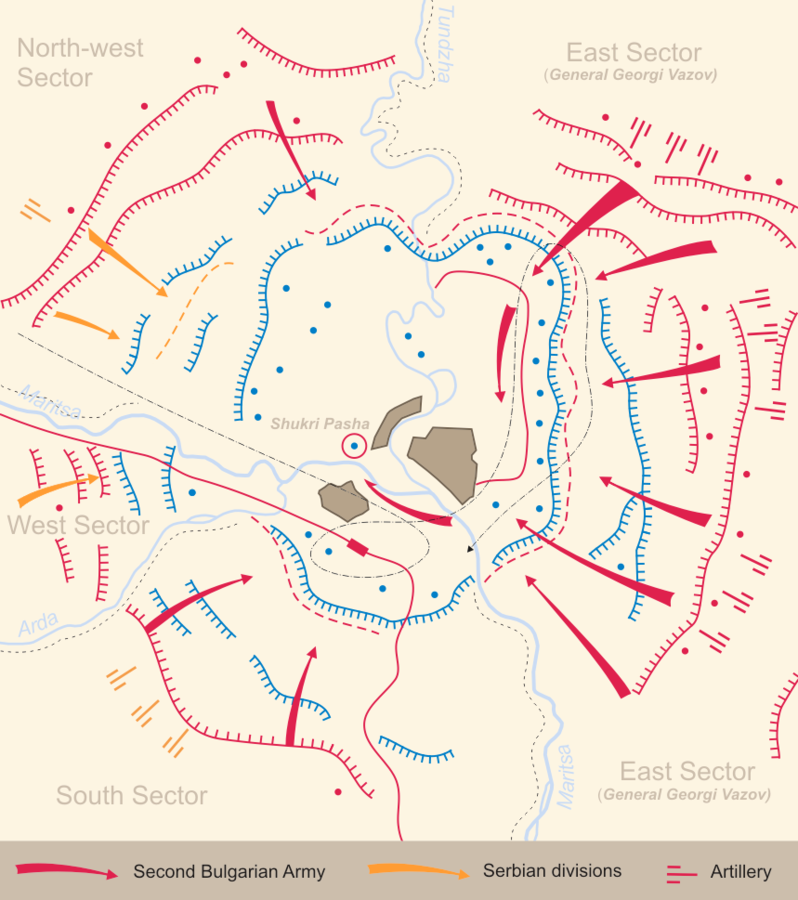 North-west
Sector
Tundzha
East Sector
(General Georgi Vazov)
Maritsa
Shukri Pasha
West Sector
Arda
South Sector
Maritsa
East Sector
(General Georgi Vazov)
Second Bulgarian Army
Serbian divisions
Artillery